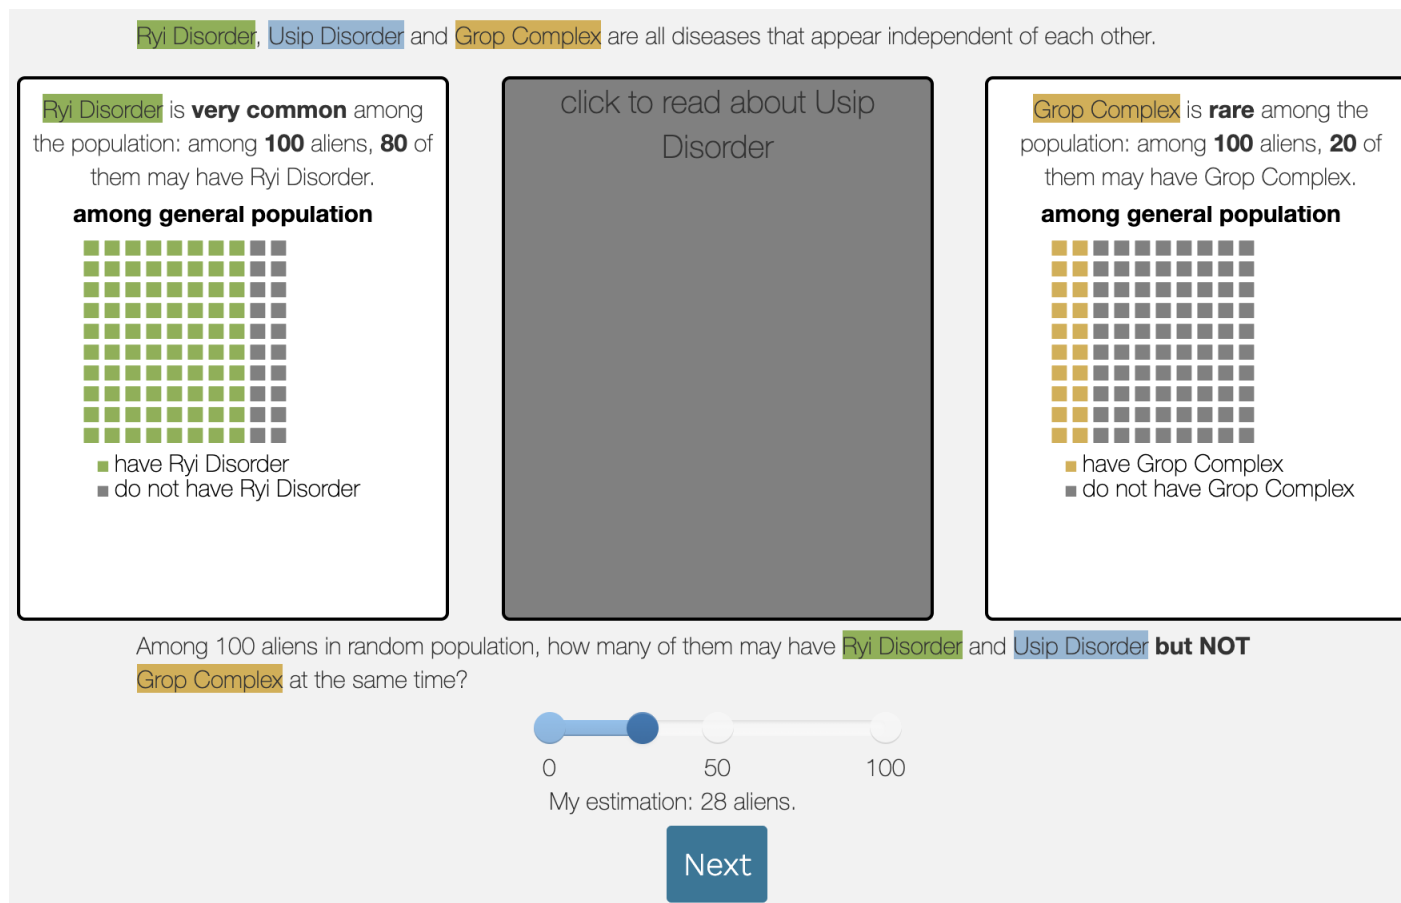 Ryi Disorder, Usip Disorder and Grop Complex are all diseases that appear independent of each other.
Ryi Disorder is very common among
the population: among 100 aliens, 80 of
them may have Ryi Disorder.
among general population
have Ryi Disorder
do not have Ryi Disorder
click to read about Usip
Disorder
Grop Complex is rare among the
population: among 100 aliens, 20 of
them may have Grop Complex.
among general population
have Grop Complex
do not have Grop Complex
Among 100 aliens in random population, how many of them may have Ryi Disorder and Usip Disorder but NOT
Grop Complex at the same time?
0 50 100
My estimation: 28 aliens.
Next